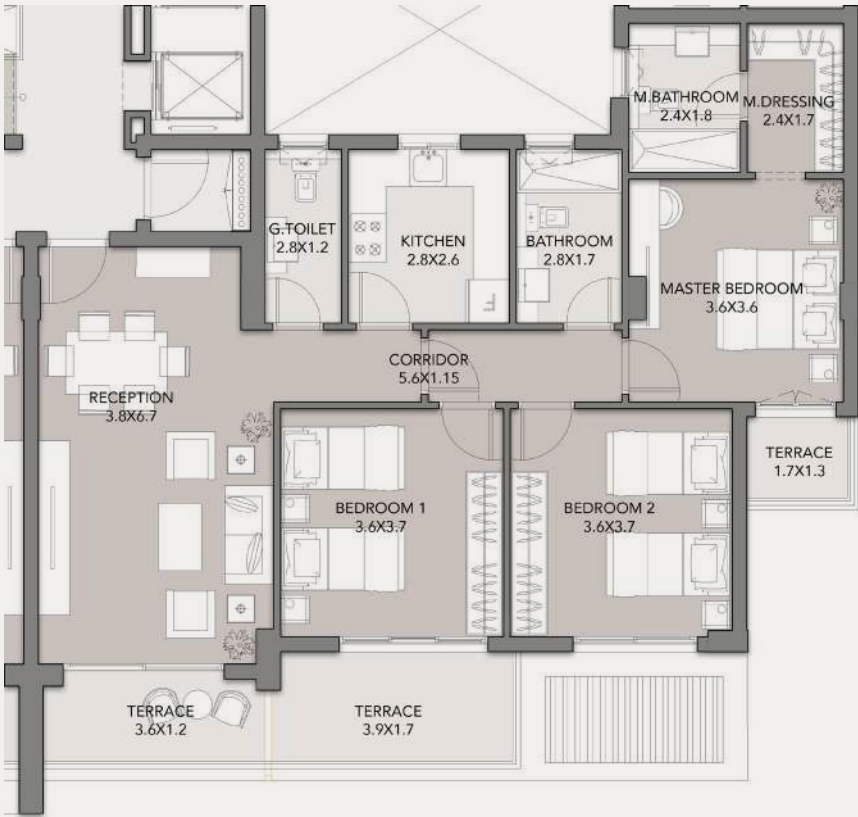 M.BATHROOM
2.4X1.8
M.DRESSING
2.4X1.7
G.TOILET
2.8X1.2
KITCHEN
2.8X2.6
BATHROOM
2.8X1.7
MASTER BEDROOM
3.6X3.6
CORRIDOR
5.6X1.15
RECEPTION
3.8X6.7
TERRACE
1.7X1.3
BEDROOM 1
3.6X3.7
BEDROOM 2
3.6X3.7
TERRACE
3.6X1.2
TERRACE
3.9X1.7